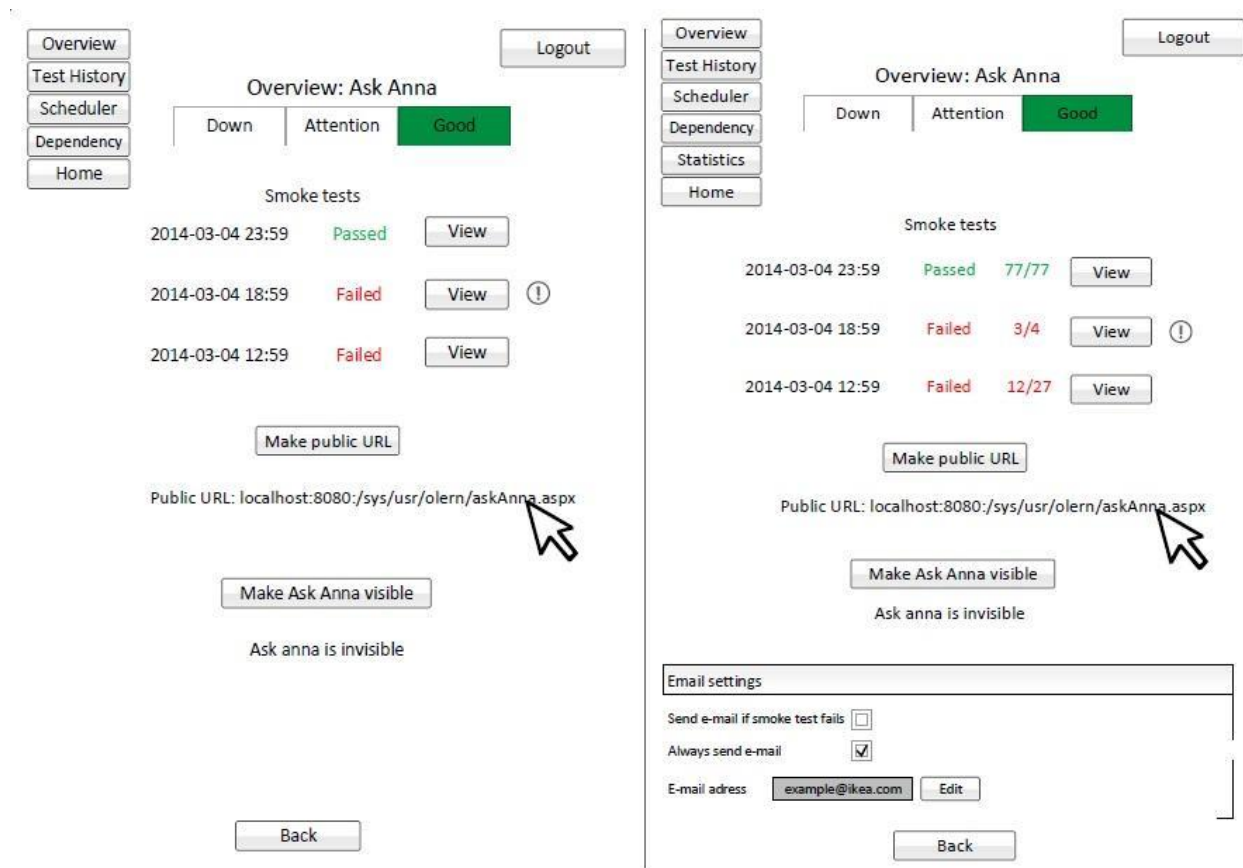 Overview
Logout
Test History
Overview: Ask Anna
Scheduler
Down Attention Good
Dependency
Home
Smoke tests
2014-03-04 23:59 Passed View
2014-03-04 18:59 Failed View !
2014-03-04 12:59 Failed View
Make public URL
Public URL: localhost:8080:/sys/usr/olern/askAnna.aspx
Make Ask Anna visible
Ask anna is invisible
Back
Overview
Logout
Test History
Overview: Ask Anna
Scheduler
Down Attention Good
Dependency
Statistics
Home
Smoke tests
2014-03-04 23:59 Passed 77/77 View
2014-03-04 18:59 Failed 3/4 View !
2014-03-04 12:59 Failed 12/27 View
Make public URL
Public URL: localhost:8080:/sys/usr/olern/askAnna.aspx
Make Ask Anna visible
Ask anna is invisible
Email settings
Send e-mail if smoke test fails
Always send e-mail
E-mail adress example@ikea.com Edit
Back